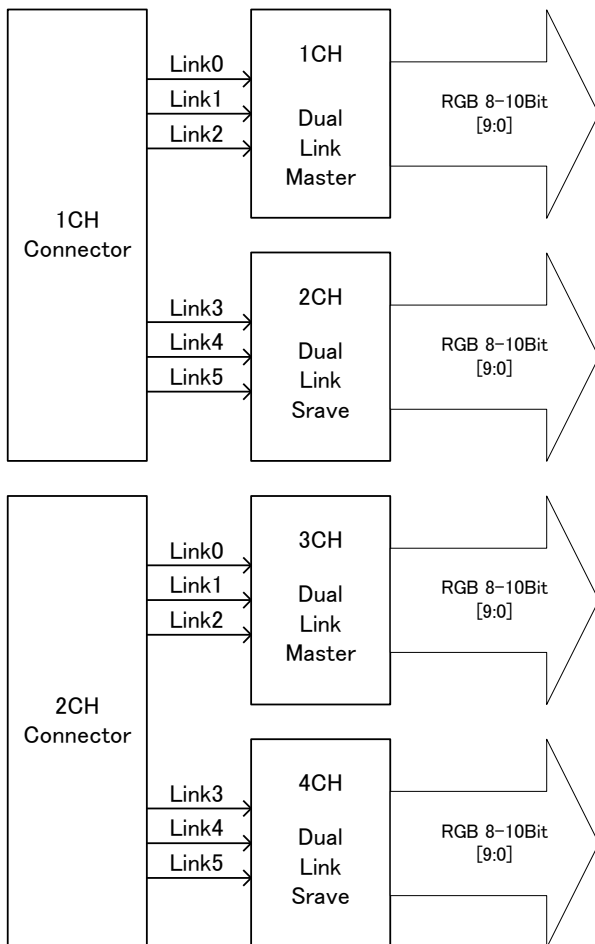 1CH
Connector
Link0
Link1
Link2
1CH
Dual
Link
Master
RGB 8-10Bit
[9:0]
Link3
Link4
Link5
2CH
Dual
Link
Srave
RGB 8-10Bit
[9:0]
2CH
Connector
Link0
Link1
Link2
3CH
Dual
Link
Master
RGB 8-10Bit
[9:0]
Link3
Link4
Link5
4CH
Dual
Link
Srave
RGB 8-10Bit
[9:0]